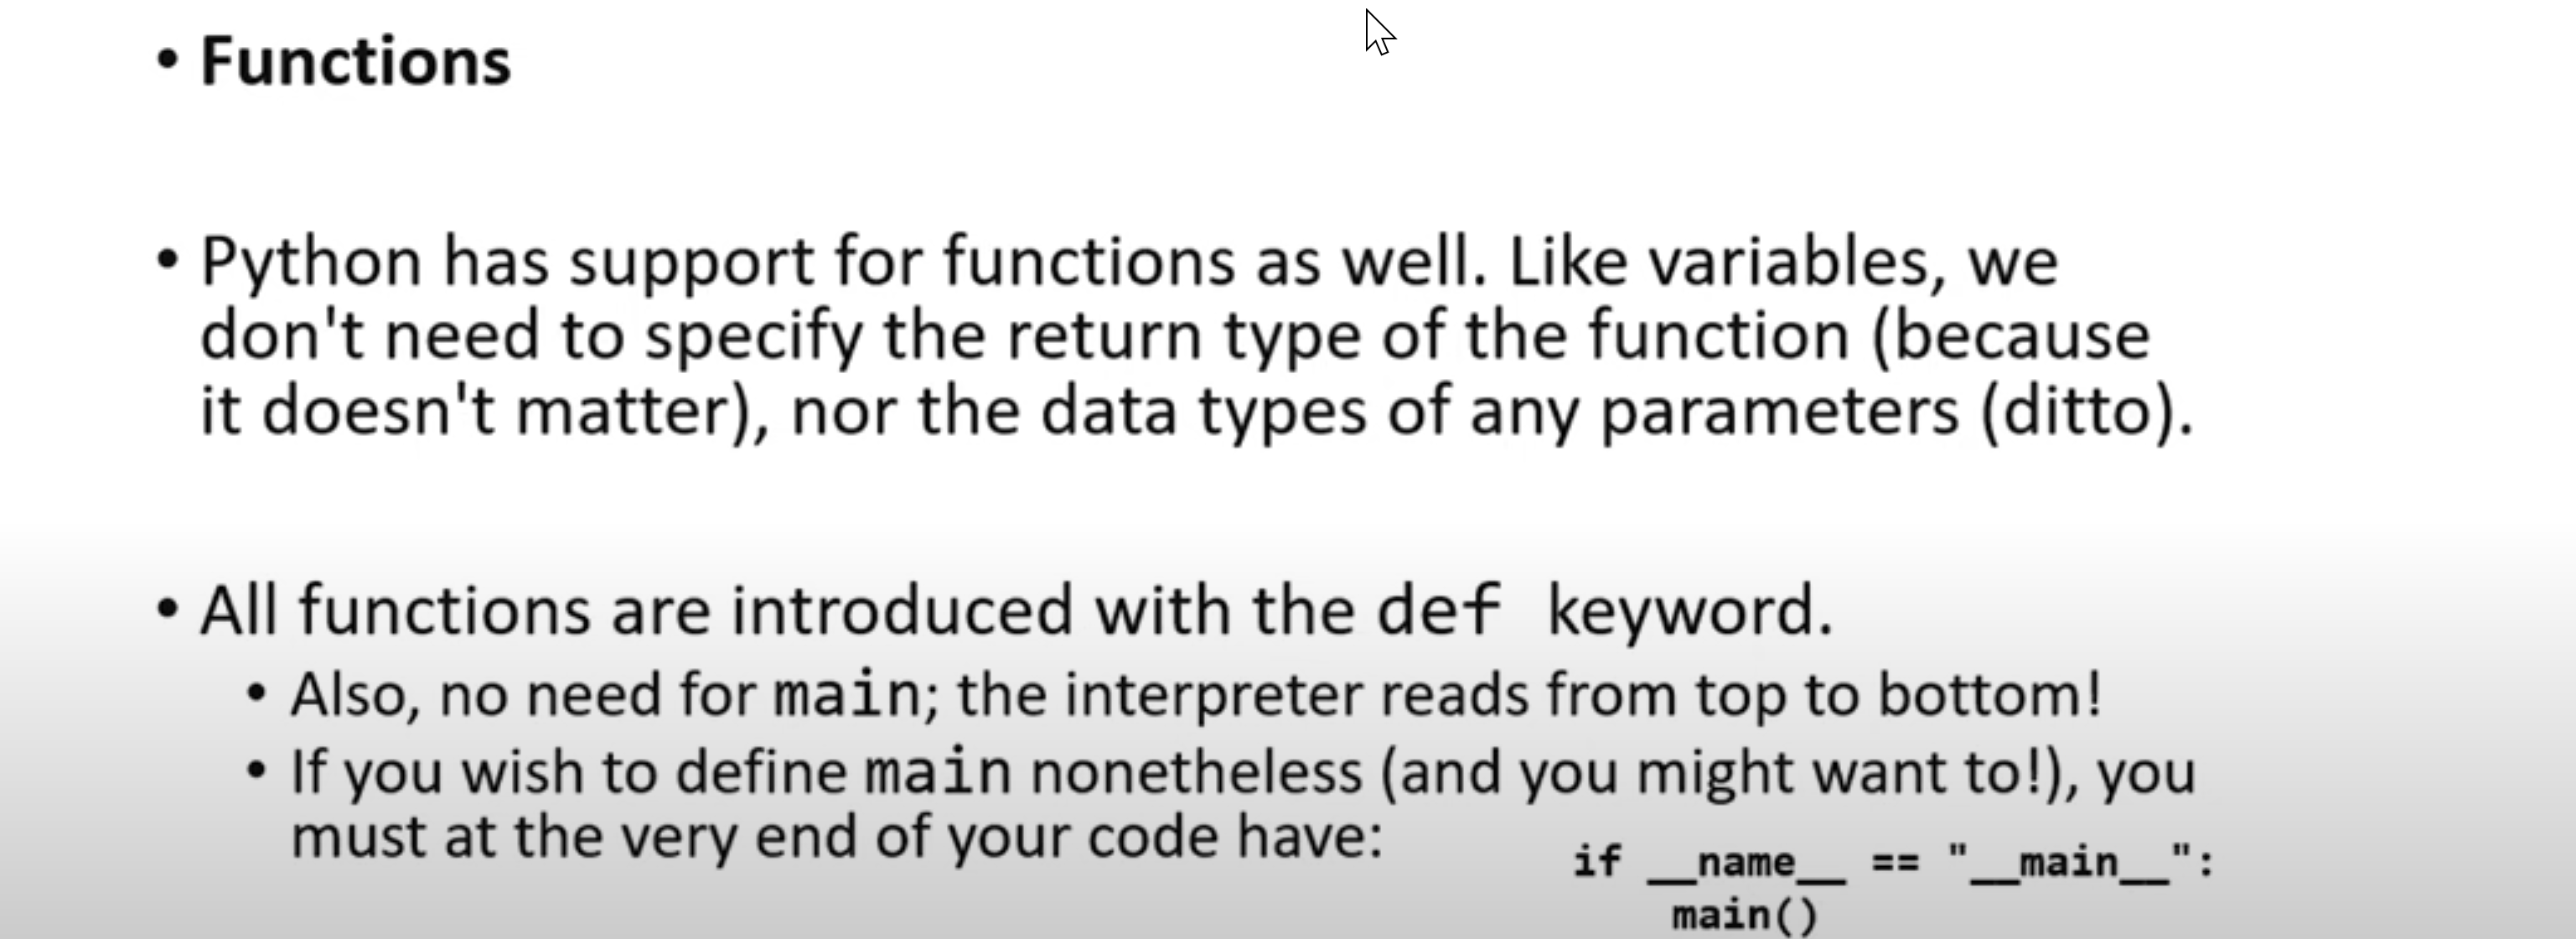 • Functions
• Python has support for functions as well. Like variables, we
don't need to specify the return type of the function (because
it doesn't matter), nor the data types of any parameters (ditto).
• All functions are introduced with the def keyword.
• Also, no need for main; the interpreter reads from top to bottom!
• If you wish to define main nonetheless (and you might want to!), you
must at the very end of your code have:
if __name__ == "__main__":
main()